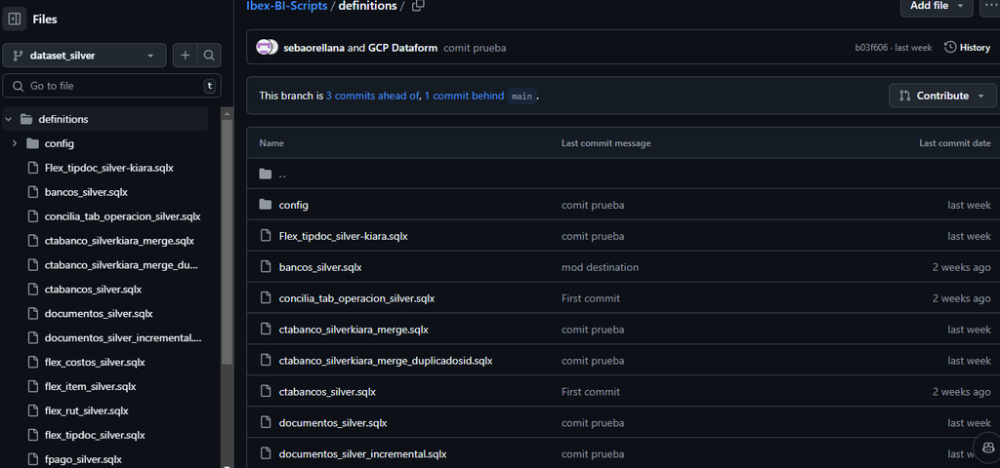 Files
dataset_silver
Go to file
t
definitions
config
Flex_tipdoc_silver-kiara.sqlx
bancos_silver.sqlx
concilia_tab_operacion_silver.sqlx
ctabanco_silverkiara_merge.sqlx
ctabanco_silverkiara_merge_du...
ctabancos_silver.sqlx
documentos_silver.sqlx
documentos_silver_incremental....
flex_costos_silver.sqlx
flex_item_silver.sqlx
flex_rut_silver.sqlx
flex_tipdoc_silver.sqlx
fpago_silver.sqlx
Ibex-BI-Scripts / definitions /
Add file
sebaorellana and GCP Dataform comit prueba
b03f606 · last week
History
This branch is 3 commits ahead of, 1 commit behind main .
Contribute
Name Last commit message Last commit date
..
config comit prueba last week
Flex_tipdoc_silver-kiara.sqlx comit prueba last week
bancos_silver.sqlx mod destination 2 weeks ago
concilia_tab_operacion_silver.sqlx First commit 2 weeks ago
ctabanco_silverkiara_merge.sqlx comit prueba last week
ctabanco_silverkiara_merge_duplicadosid.sqlx comit prueba last week
ctabancos_silver.sqlx First commit 2 weeks ago
documentos_silver.sqlx comit prueba last week
documentos_silver_incremental.sqlx comit prueba last